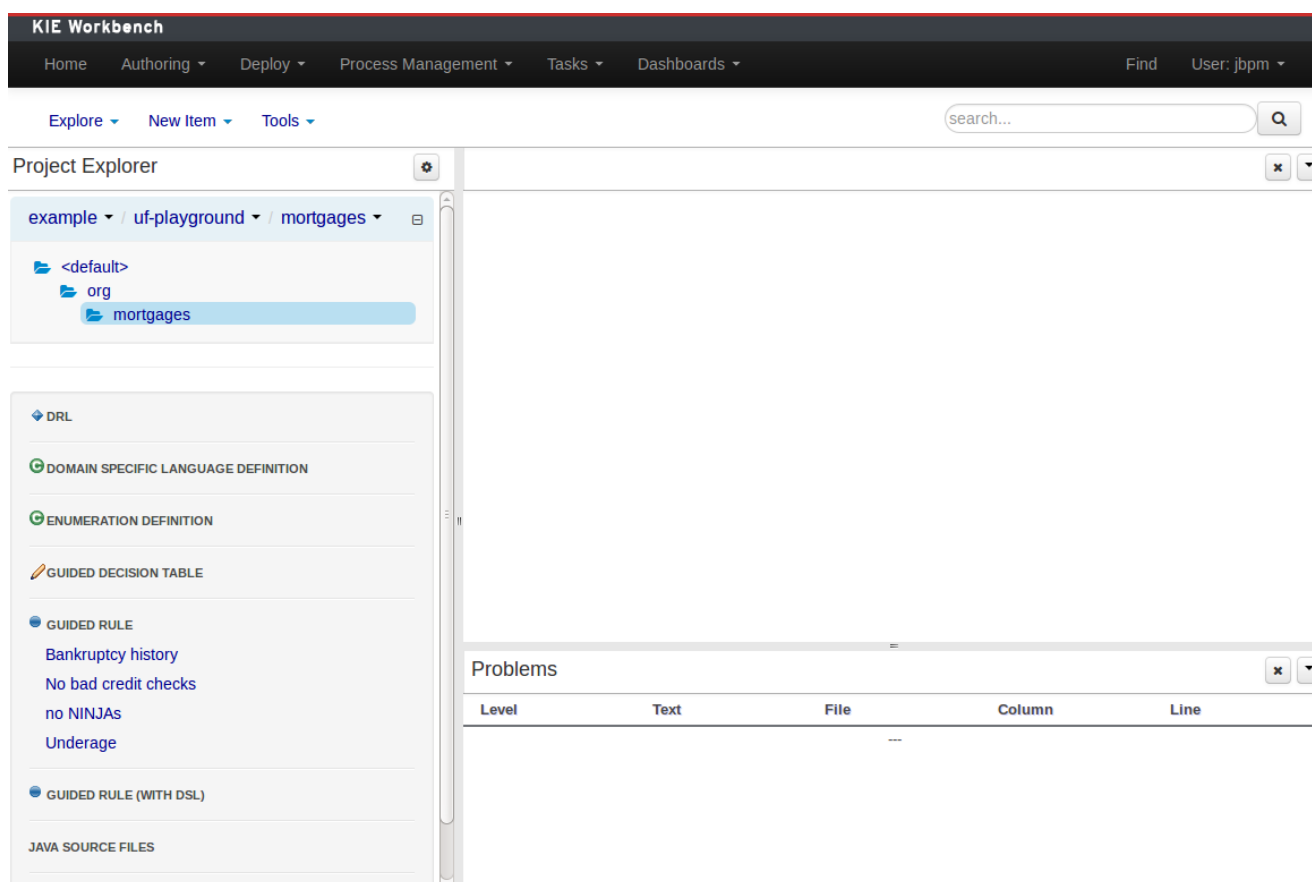 KIE Workbench
Home Authoring Deploy Process Management Tasks Dashboards Find User: jbpm
Explore New Item Tools search...
Project Explorer
example / uf-playground / mortgages
<default>
org
mortgages
DRL
DOMAIN SPECIFIC LANGUAGE DEFINITION
ENUMERATION DEFINITION
GUIDED DECISION TABLE
GUIDED RULE
Bankruptcy history
No bad credit checks
no NINJAs
Underage
GUIDED RULE (WITH DSL)
JAVA SOURCE FILES
Problems
Level Text File Column Line
---